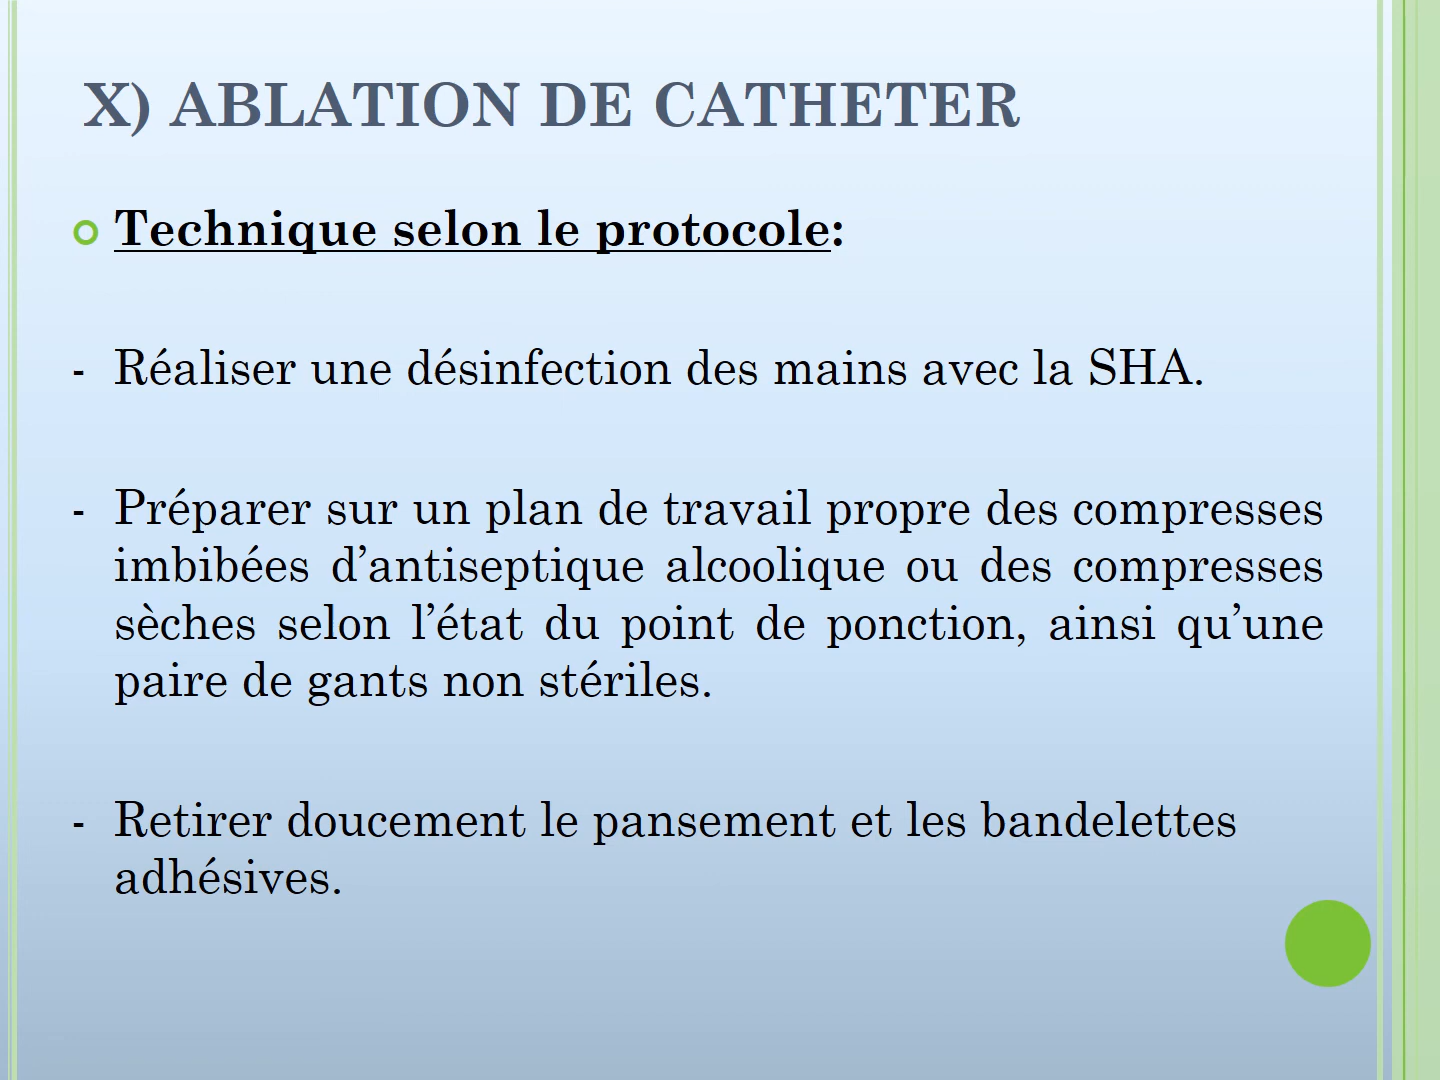 X) ABLATION DE CATHETER
Technique selon le protocole:
- Réaliser une désinfection des mains avec la SHA.
- Préparer sur un plan de travail propre des compresses
imbibées d’antiseptique alcoolique ou des compresses
sèches selon l’état du point de ponction, ainsi qu’une
paire de gants non stériles.
- Retirer doucement le pansement et les bandelettes
adhésives.